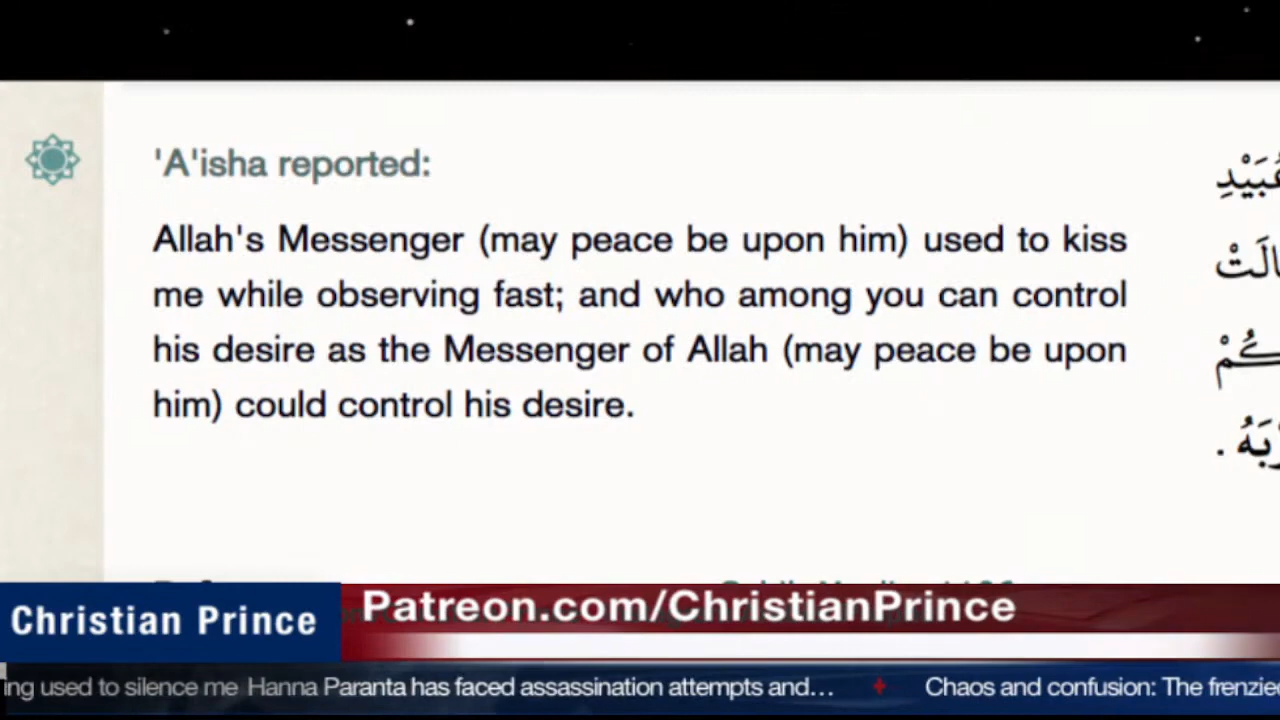 'A'isha reported:
Allah's Messenger (may peace be upon him) used to kiss
me while observing fast; and who among you can control
his desire as the Messenger of Allah (may peace be upon
him) could control his desire.
Christian Prince
Patreon.com/ChristianPrince
ing used to silence me Hanna Paranta has faced assassination attempts and... Chaos and confusion: The frenzied